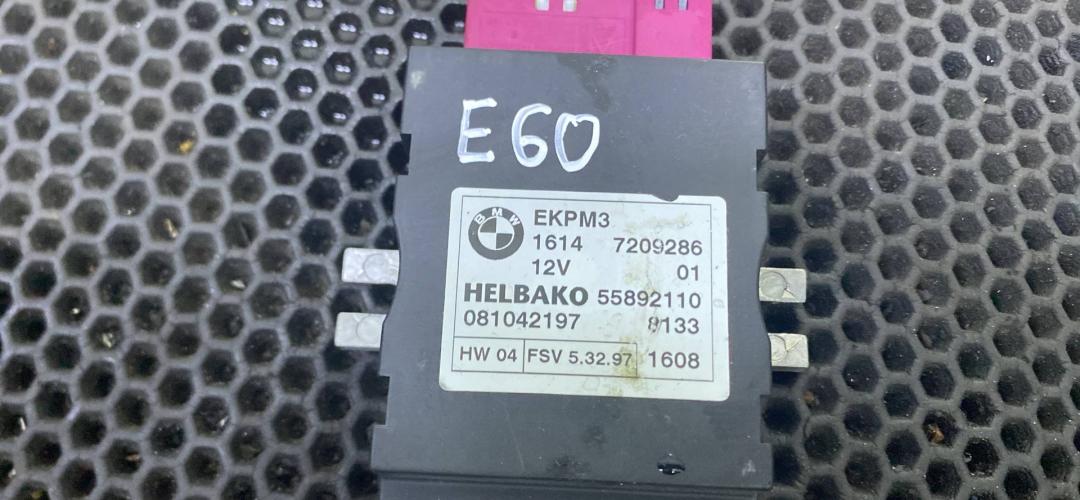 E60
BMW
EKPM3
1614 7209286
12V 01
HELBAKO 55892110
081042197 8133
HW 04 FSV 5.32.97 1608